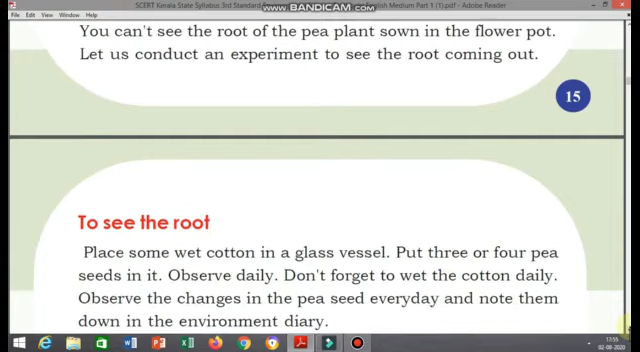 SCERT Kerala State Syllabus 3rd Standard
WWW.BANDICAM.COM
English Medium Part 1 (1).pdf - Adobe Reader
File Edit View Window Help
You can't see the root of the pea plant sown in the flower pot.
Let us conduct an experiment to see the root coming out.
15
To see the root
Place some wet cotton in a glass vessel. Put three or four pea
seeds in it. Observe daily. Don't forget to wet the cotton daily.
Observe the changes in the pea seed everyday and note them
down in the environment diary.
17:55
02-08-2020